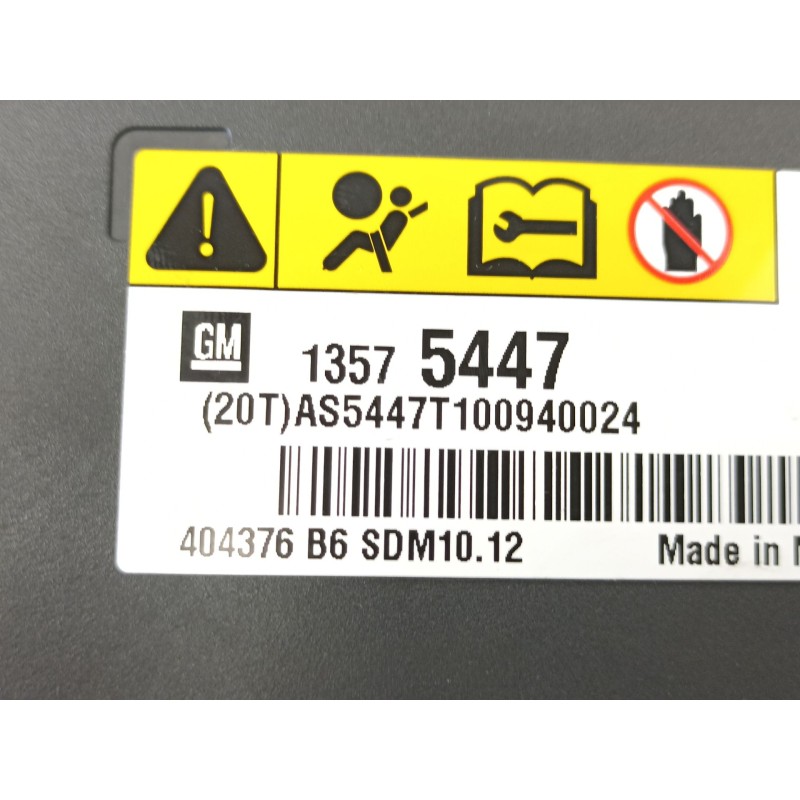 GM 1357 5447
(20T)AS5447T100940024
404376 B6 SDM10.12 Made in